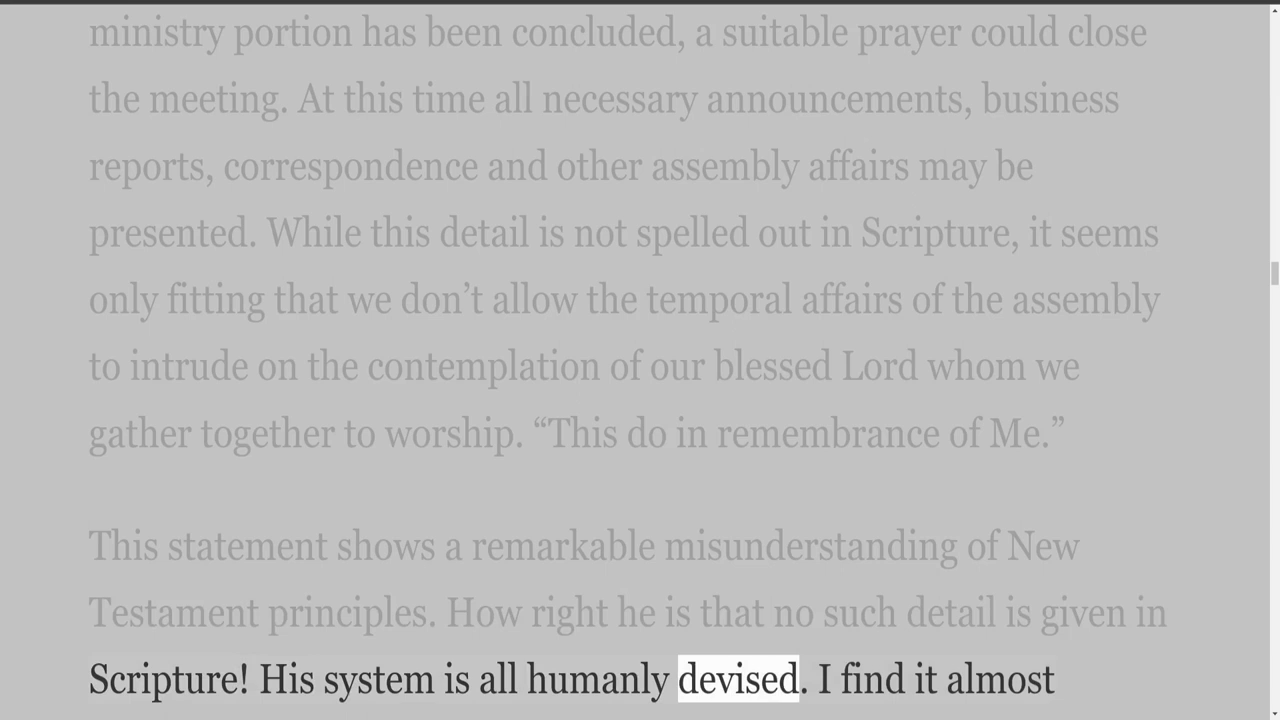 ministry portion has been concluded, a suitable prayer could close
the meeting. At this time all necessary announcements, business
reports, correspondence and other assembly affairs may be
presented. While this detail is not spelled out in Scripture, it seems
only fitting that we don’t allow the temporal affairs of the assembly
to intrude on the contemplation of our blessed Lord whom we
gather together to worship. “This do in remembrance of Me.”
This statement shows a remarkable misunderstanding of New
Testament principles. How right he is that no such detail is given in
Scripture! His system is all humanly devised. I find it almost